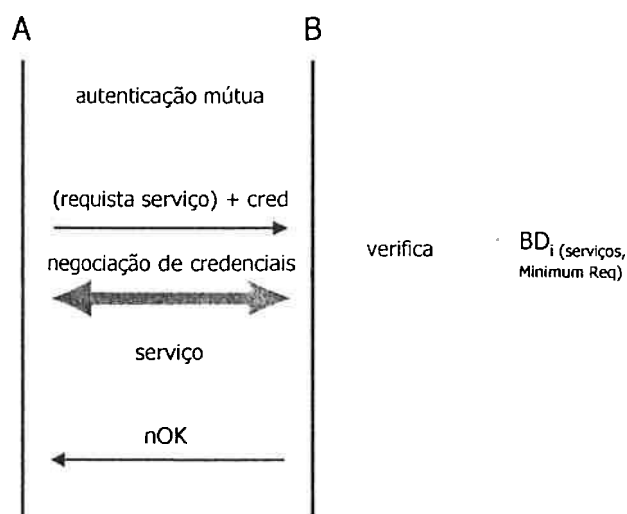 A
B
autenticação mútua
(requista serviço) + cred
negociação de credenciais
verifica
BDi (serviços,
Minimum Req)
serviço
nOK